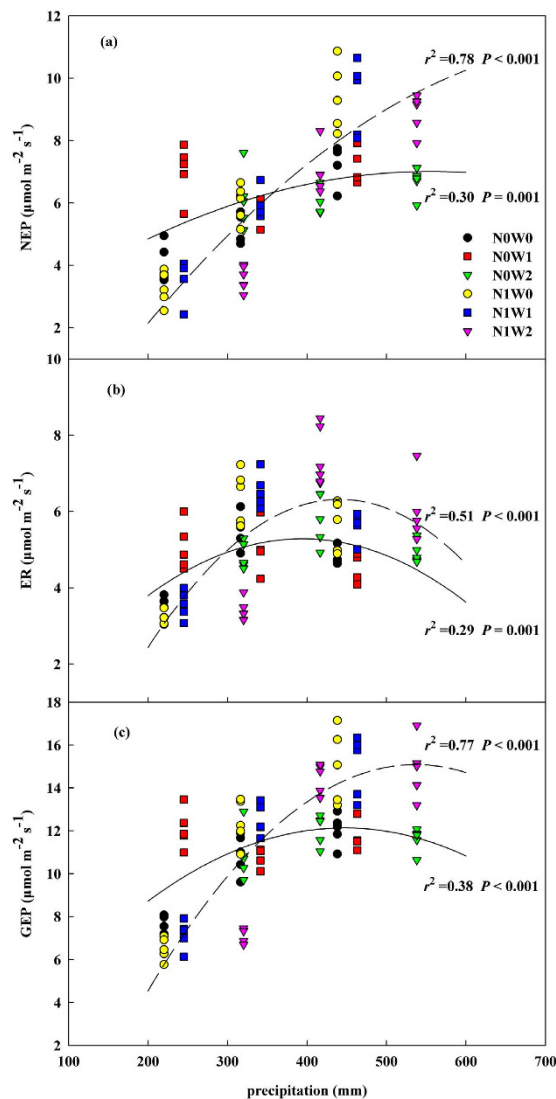 12
(a)
r² =0.78 P < 0.001
10
8
6
r² =0.30 P = 0.001
NEP (μmol m⁻² s⁻¹)
N0W0
N0W1
N0W2
N1W0
N1W1
N1W2
4
2
10
(b)
8
6
r² =0.51 P < 0.001
ER (μmol m⁻² s⁻¹)
4
r² =0.29 P = 0.001
2
18
(c)
16
r² =0.77 P < 0.001
14
12
10
r² =0.38 P < 0.001
GEP (μmol m⁻² s⁻¹)
8
6
4
2
100 200 300 400 500 600 700
precipitation (mm)